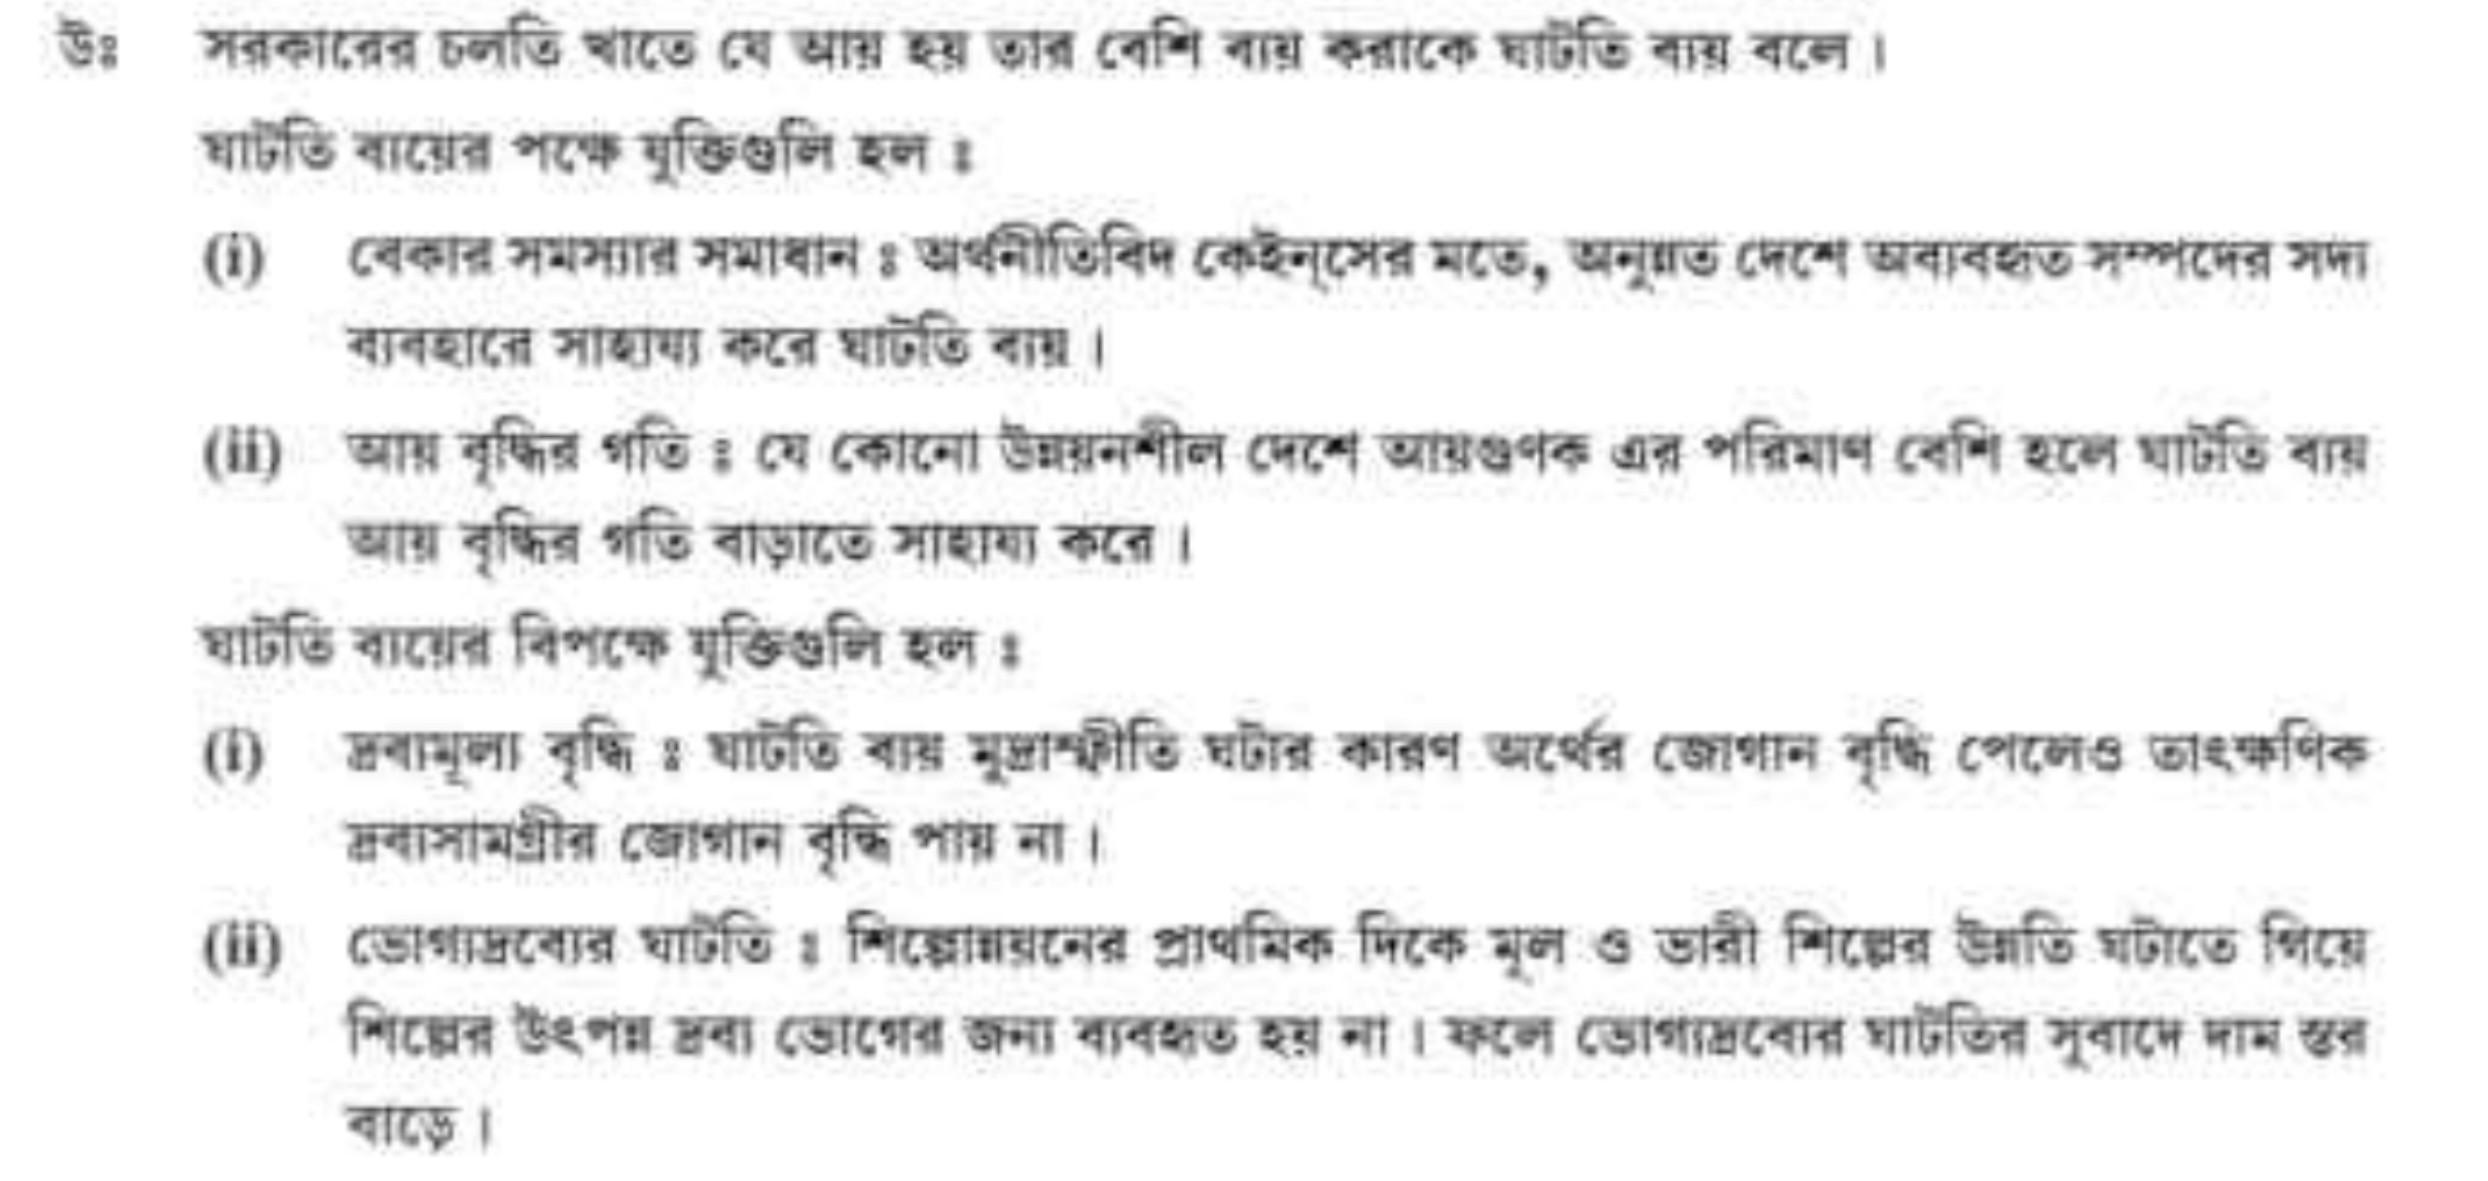 উঃ সরকারের চলতি খাতে যে আয় হয় তার বেশি ব্যয় করাকে ঘাটতি ব্যয় বলে ।
ঘাটতি ব্যয়ের পক্ষে যুক্তিগুলি হল ঃ
(i) বেকার সমস্যার সমাধান ঃ অর্থনীতিবিদ কেইন্‌সের মতে, অনুন্নত দেশে অব্যবহৃত সম্পদের সদ্য
ব্যবহারে সাহায্য করে ঘাটতি ব্যয় ।
(ii) আয় বৃদ্ধির গতি ঃ যে কোনো উন্নয়নশীল দেশে আয়গুণক এর পরিমাণ বেশি হলে ঘাটতি ব্যয়
আয় বৃদ্ধির গতি বাড়াতে সাহায্য করে ।
ঘাটতি ব্যয়ের বিপক্ষে যুক্তিগুলি হল ঃ
(i) দ্রব্যমূল্য বৃদ্ধি ঃ ঘাটতি ব্যয় মুদ্রাস্ফীতি ঘটার কারণ অর্থের জোগান বৃদ্ধি পেলেও তাৎক্ষণিক
দ্রব্যসামগ্রীর জোগান বৃদ্ধি পায় না ।
(ii) ভোগ্যদ্রব্যের ঘাটতি ঃ শিল্পোন্নয়নের প্রাথমিক দিকে মূল ও ভারী শিল্পের উন্নতি ঘটাতে গিয়ে
শিল্পের উৎপন্ন দ্রব্য ভোগের জন্য ব্যবহৃত হয় না । ফলে ভোগ্যদ্রব্যের ঘাটতির সুবাদে দাম স্তর
বাড়ে ।